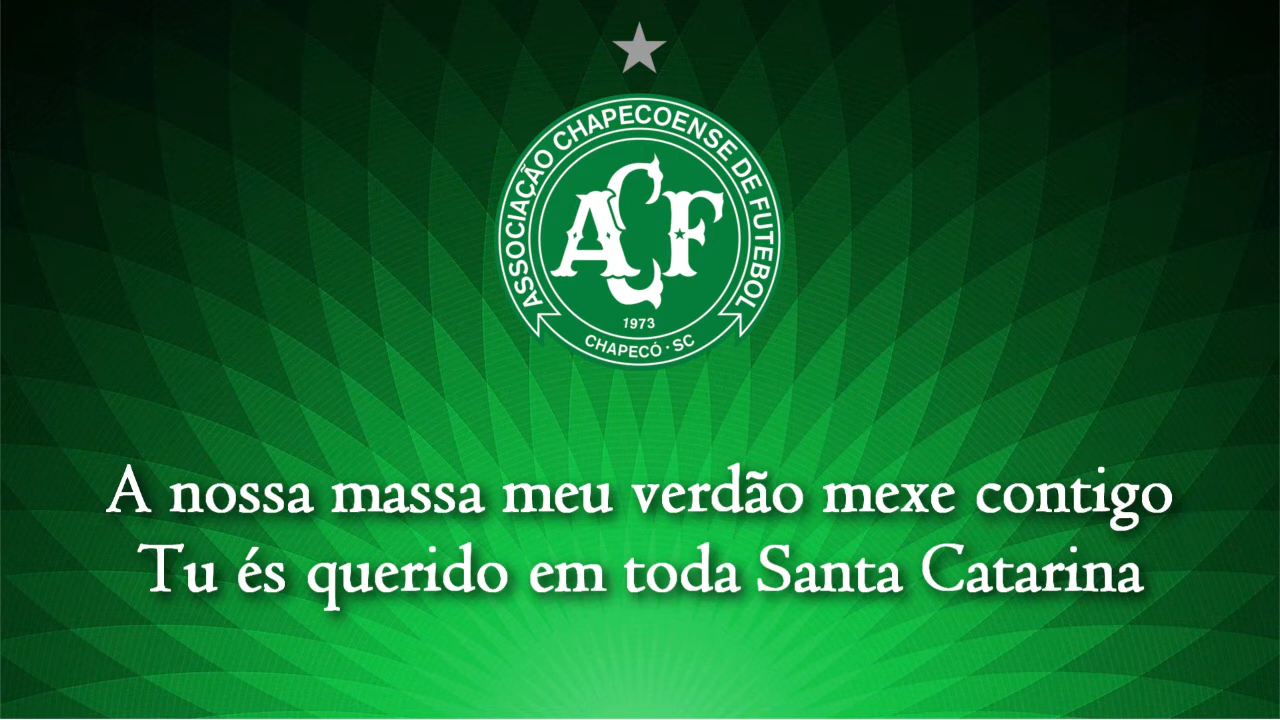 ASSOCIAÇÃO CHAPECOENSE DE FUTEBOL
ACF
1973
CHAPECÓ · SC
A nossa massa meu verdão mexe contigo
Tu és querido em toda Santa Catarina